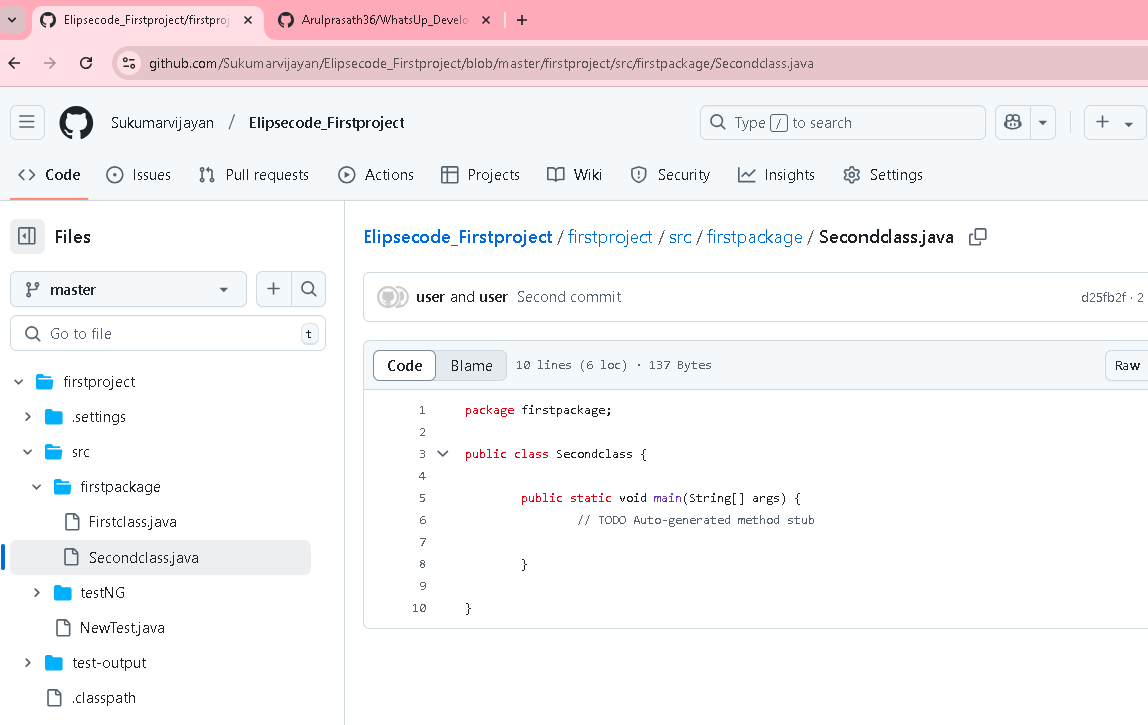 Elipsecode_Firstproject/firstproj
Arulprasath36/WhatsUp_Develo
github.com/Sukumarvijayan/Elipsecode_Firstproject/blob/master/firstproject/src/firstpackage/Secondclass.java
Sukumarvijayan / Elipsecode_Firstproject
Type / to search
Code Issues Pull requests Actions Projects Wiki Security Insights Settings
Files
master
Go to file t
firstproject
.settings
src
firstpackage
Firstclass.java
Secondclass.java
testNG
NewTest.java
test-output
.classpath
Elipsecode_Firstproject / firstproject / src / firstpackage / Secondclass.java
user and user Second commit d25fb2f · 2
Code Blame 10 lines (6 loc) · 137 Bytes Raw
1 package firstpackage;
2
3 public class Secondclass {
4
5 public static void main(String[] args) {
6 // TODO Auto-generated method stub
7
8 }
9
10 }